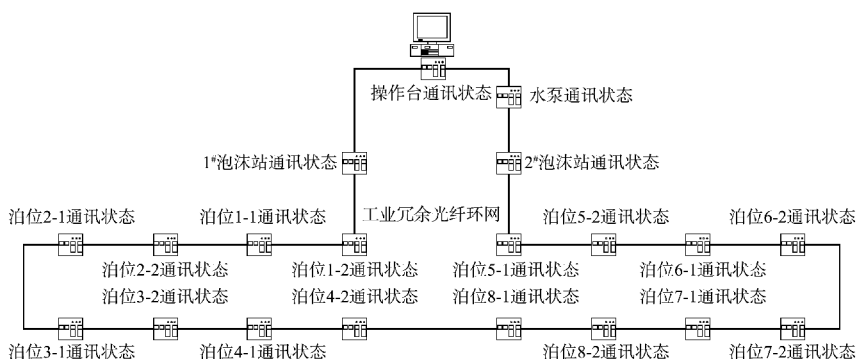 操作台通讯状态
水泵通讯状态
1#泡沫站通讯状态
2#泡沫站通讯状态
工业冗余光纤环网
泊位2-1通讯状态
泊位1-1通讯状态
泊位5-2通讯状态
泊位6-2通讯状态
泊位2-2通讯状态
泊位1-2通讯状态
泊位5-1通讯状态
泊位6-1通讯状态
泊位3-2通讯状态
泊位4-2通讯状态
泊位8-1通讯状态
泊位7-1通讯状态
泊位3-1通讯状态
泊位4-1通讯状态
泊位8-2通讯状态
泊位7-2通讯状态